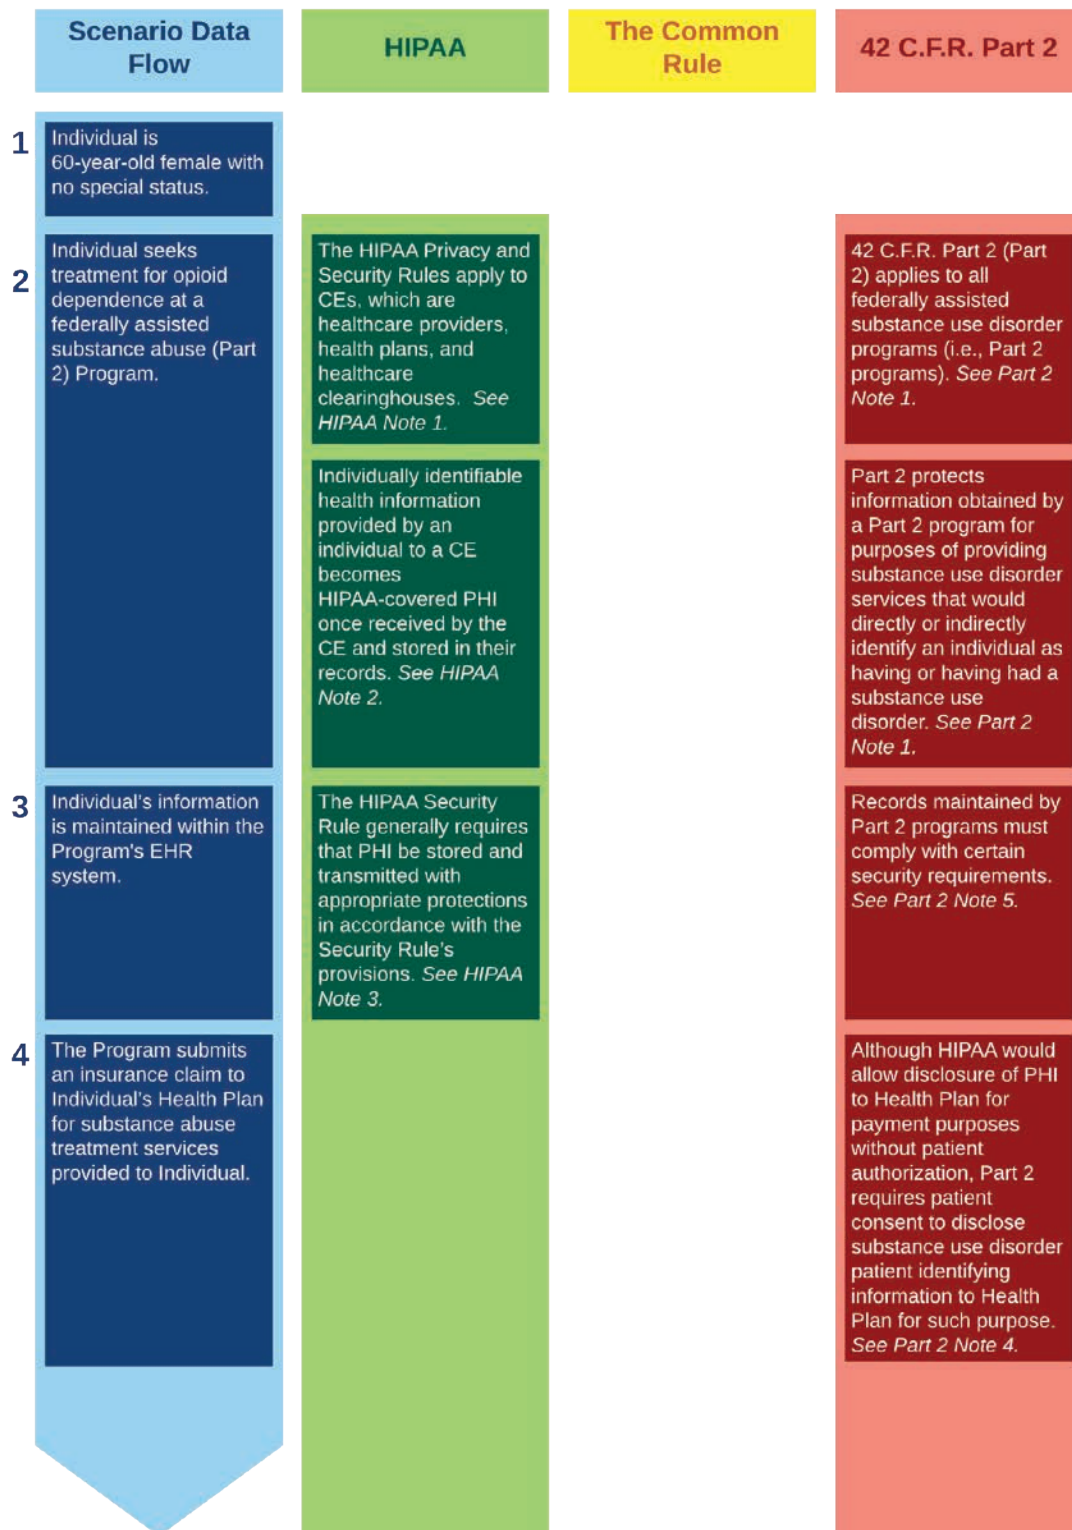 Scenario Data
Flow
HIPAA
The Common
Rule
42 C.F.R. Part 2
1
Individual is
60-year-old female with
no special status.
2
Individual seeks
treatment for opioid
dependence at a
federally assisted
substance abuse (Part
2) Program.
The HIPAA Privacy and
Security Rules apply to
CEs, which are
healthcare providers,
health plans, and
healthcare
clearinghouses. See
HIPAA Note 1.
Individually identifiable
health information
provided by an
individual to a CE
becomes
HIPAA-covered PHI
once received by the
CE and stored in their
records. See HIPAA
Note 2.
42 C.F.R. Part 2 (Part
2) applies to all
federally assisted
substance use disorder
programs (i.e., Part 2
programs). See Part 2
Note 1.
Part 2 protects
information obtained by
a Part 2 program for
purposes of providing
substance use disorder
services that would
directly or indirectly
identify an individual as
having or having had a
substance use
disorder. See Part 2
Note 1.
3
Individual's information
is maintained within the
Program's EHR
system.
The HIPAA Security
Rule generally requires
that PHI be stored and
transmitted with
appropriate protections
in accordance with the
Security Rule's
provisions. See HIPAA
Note 3.
Records maintained by
Part 2 programs must
comply with certain
security requirements.
See Part 2 Note 5.
4
The Program submits
an insurance claim to
Individual's Health Plan
for substance abuse
treatment services
provided to Individual.
Although HIPAA would
allow disclosure of PHI
to Health Plan for
payment purposes
without patient
authorization, Part 2
requires patient
consent to disclose
substance use disorder
patient identifying
information to Health
Plan for such purpose.
See Part 2 Note 4.